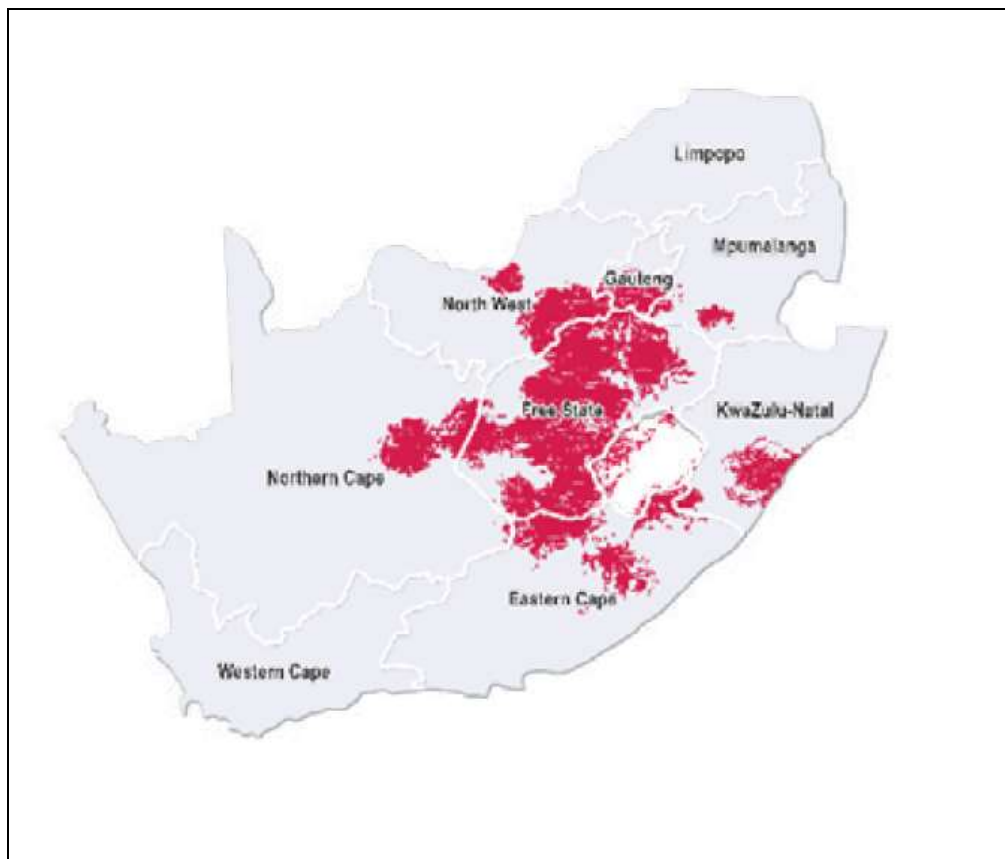 Limpopo
Mpumalanga
Gauteng
North West
Free State
KwaZulu-Natal
Northern Cape
Eastern Cape
Western Cape